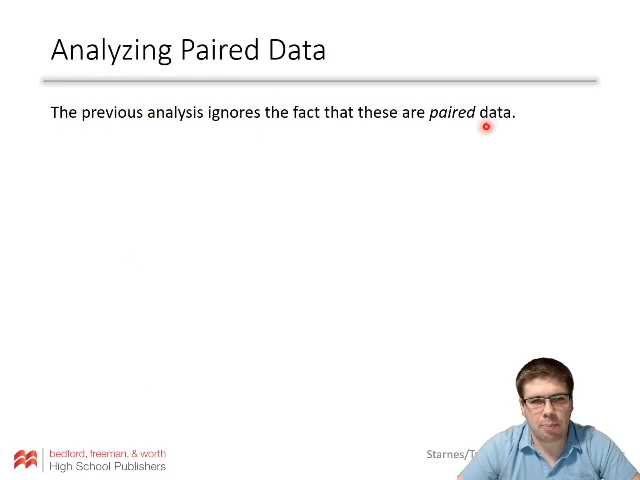 Analyzing Paired Data
The previous analysis ignores the fact that these are paired data.
bedford, freeman, & worth
High School Publishers